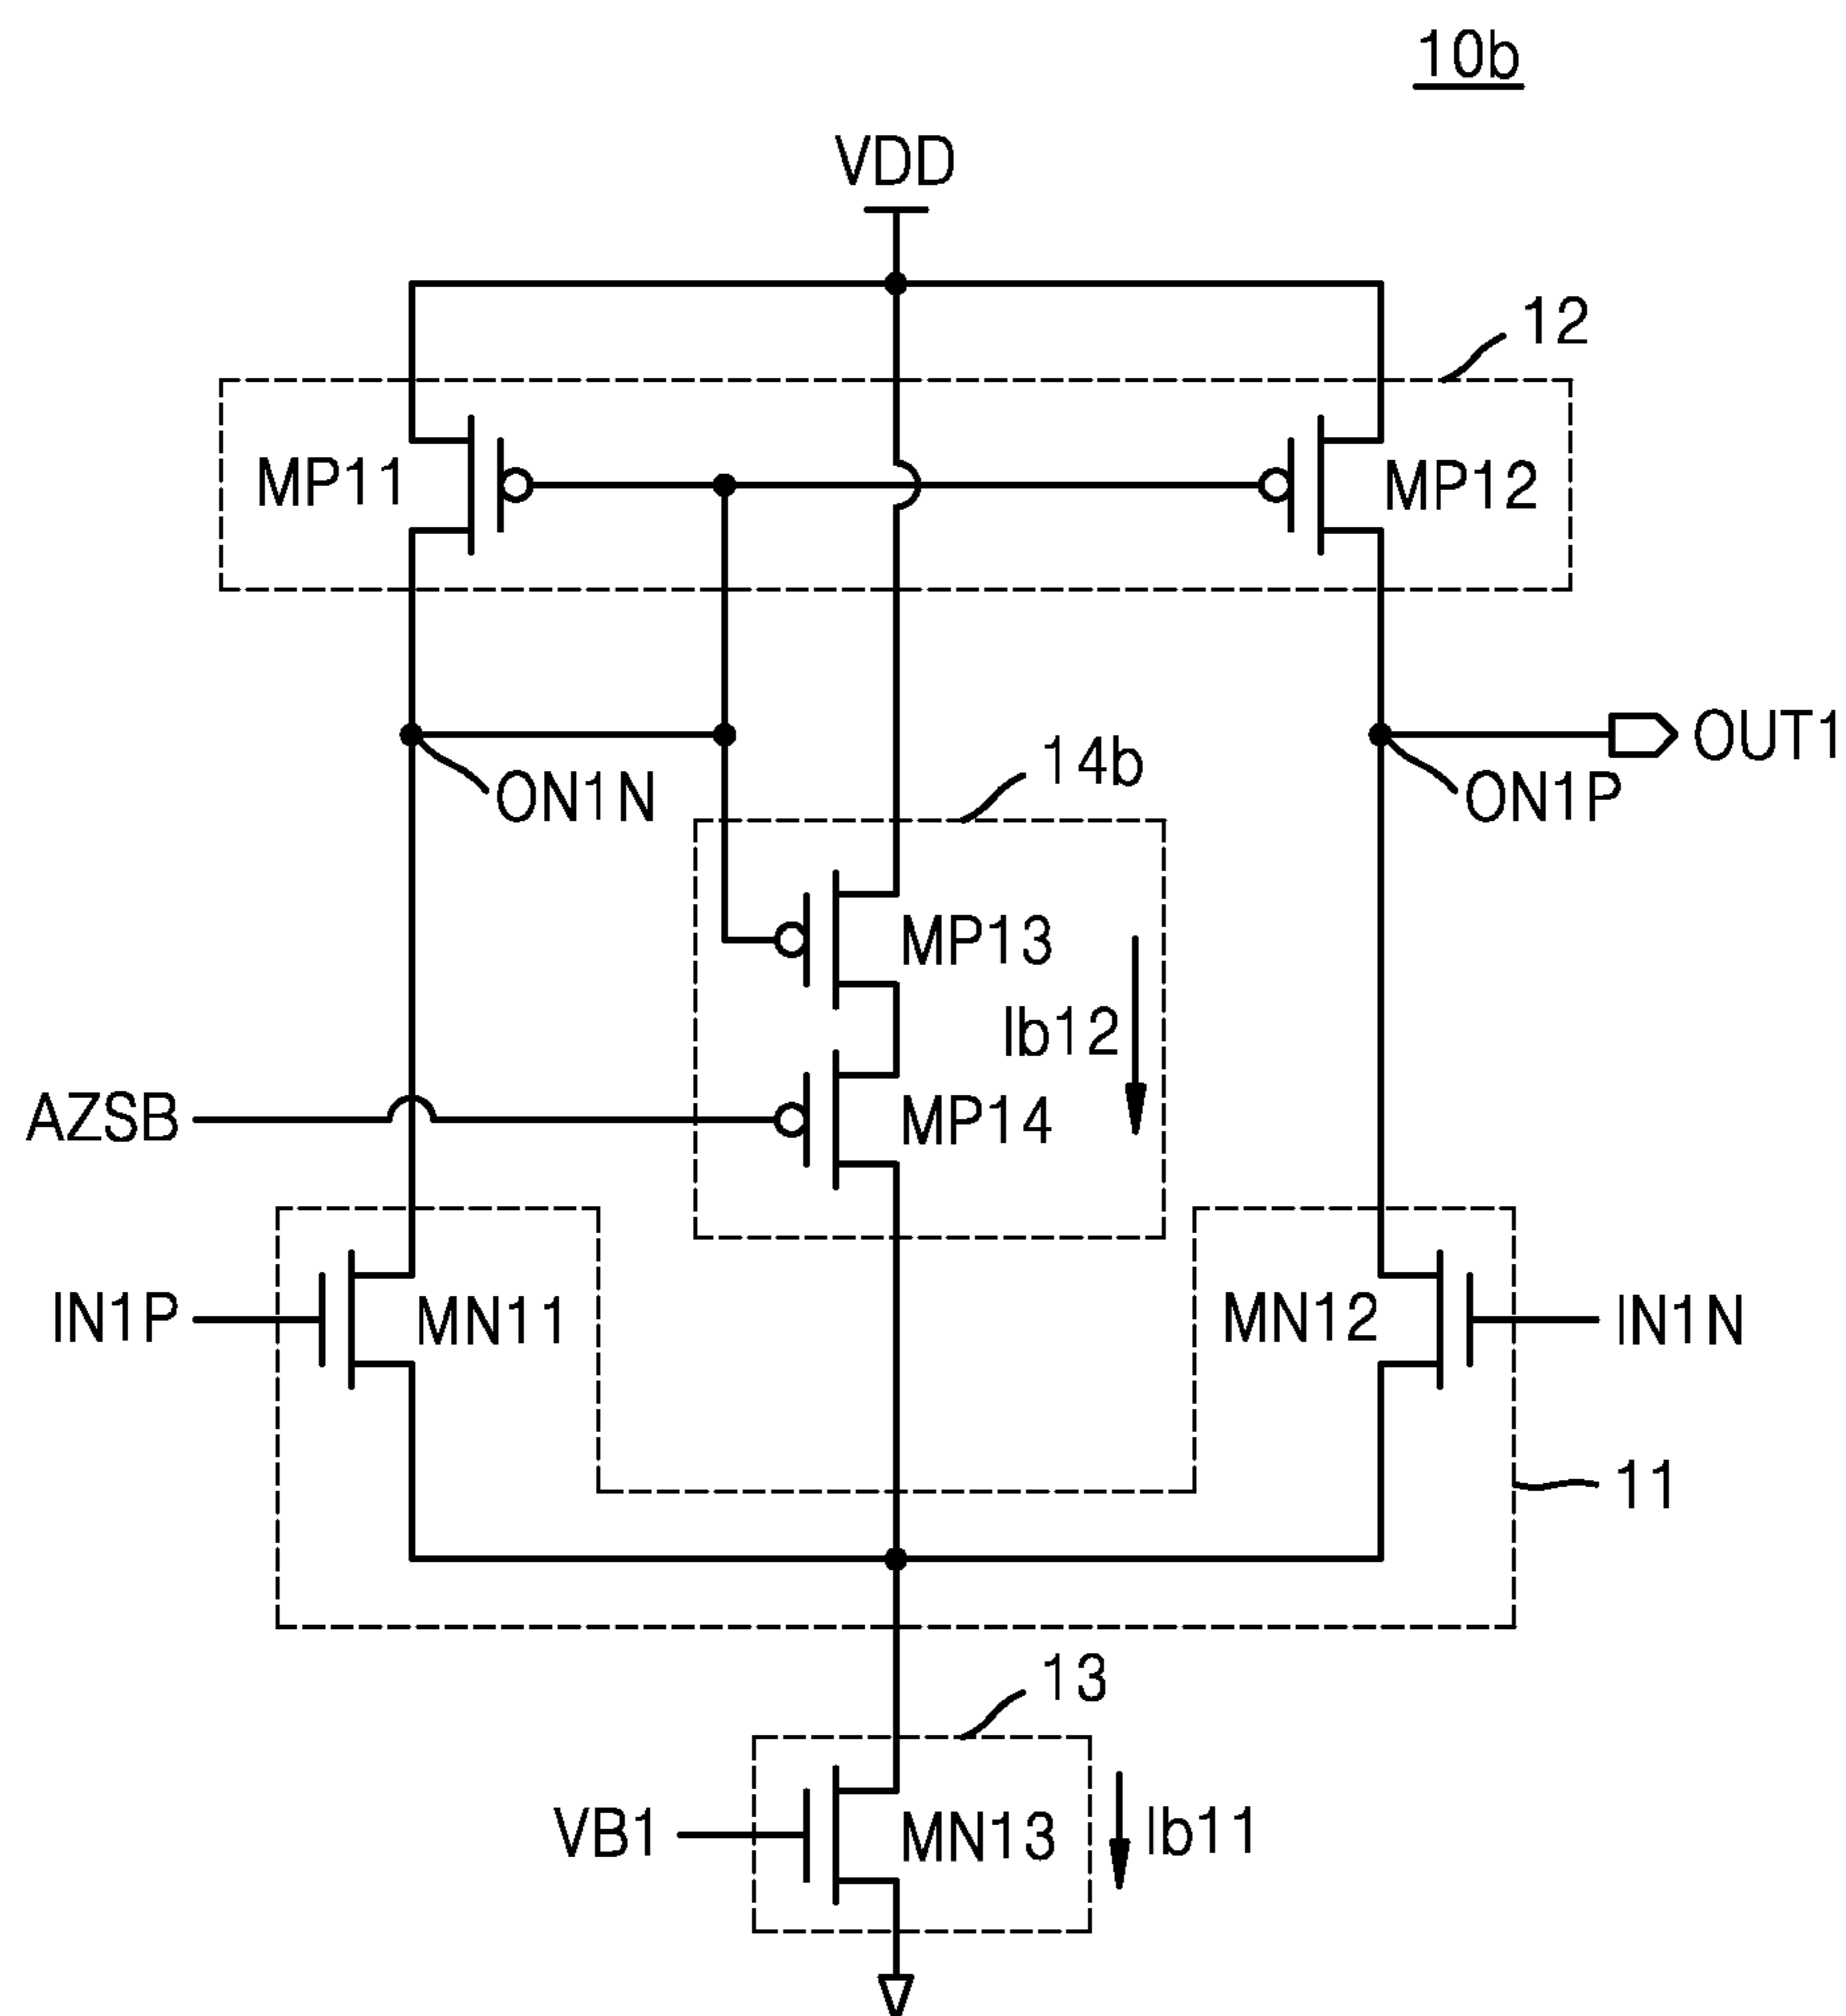 10b
VDD
12
MP11
MP12
OUT1
ON1N
14b
ON1P
MP13
Ib12
AZSB
MP14
IN1P
MN11
MN12
IN1N
11
13
VB1
MN13
Ib11